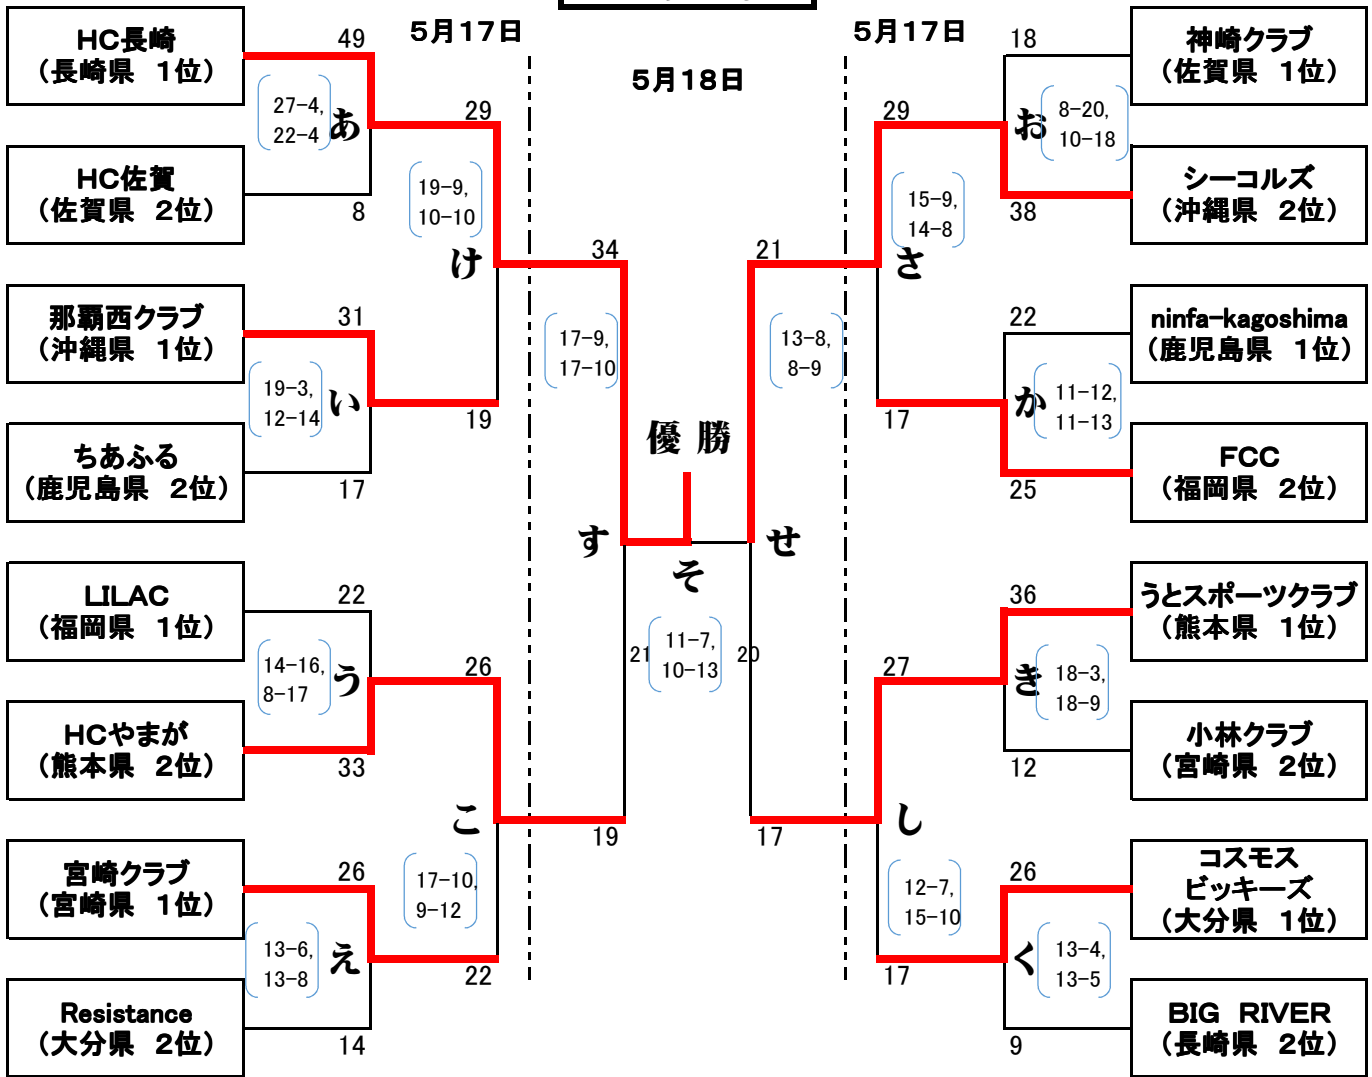 5月17日
5月17日
5月18日
HC長崎
（長崎県　1位）
49
27-4,
22-4
あ
HC佐賀
（佐賀県　2位）
8
29
19-9,
10-10
け
那覇西クラブ
（沖縄県　1位）
31
19-3,
12-14
い
19
ちあふる
（鹿児島県　2位）
17
34
17-9,
17-10
す
LILAC
（福岡県　1位）
22
14-16,
8-17
う
HCやまが
（熊本県　2位）
33
26
17-10,
9-12
こ
19
宮崎クラブ
（宮崎県　1位）
26
13-6,
13-8
え
22
Resistance
（大分県　2位）
14
優 勝
そ
21
11-7,
10-13
20
21
13-8,
8-9
せ
17
29
15-9,
14-8
さ
17
27
12-7,
15-10
し
17
18
神崎クラブ
（佐賀県　1位）
お
8-20,
10-18
38
シーコルズ
（沖縄県　2位）
22
ninfa-kagoshima
（鹿児島県　1位）
か
11-12,
11-13
25
FCC
（福岡県　2位）
36
うとスポーツクラブ
（熊本県　1位）
き
18-3,
18-9
12
小林クラブ
（宮崎県　2位）
26
コスモス
ビッキーズ
（大分県　1位）
く
13-4,
13-5
9
BIG　RIVER
（長崎県　2位）